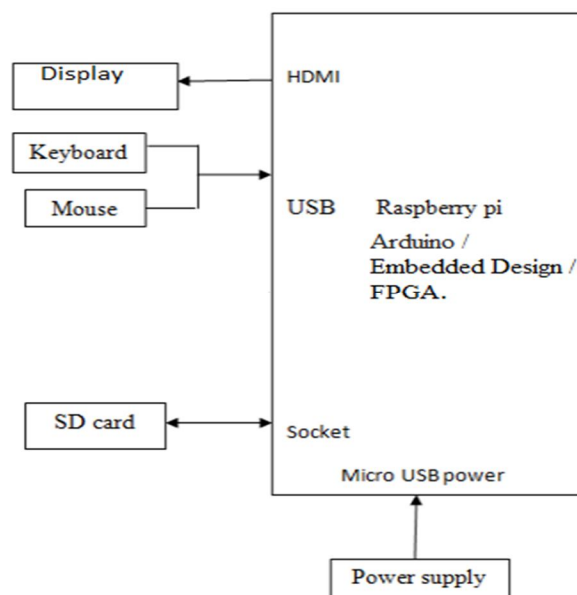 Display
HDMI
Keyboard
Mouse
USB Raspberry pi
Arduino /
Embedded Design /
FPGA.
SD card
Socket
Micro USB power
Power supply